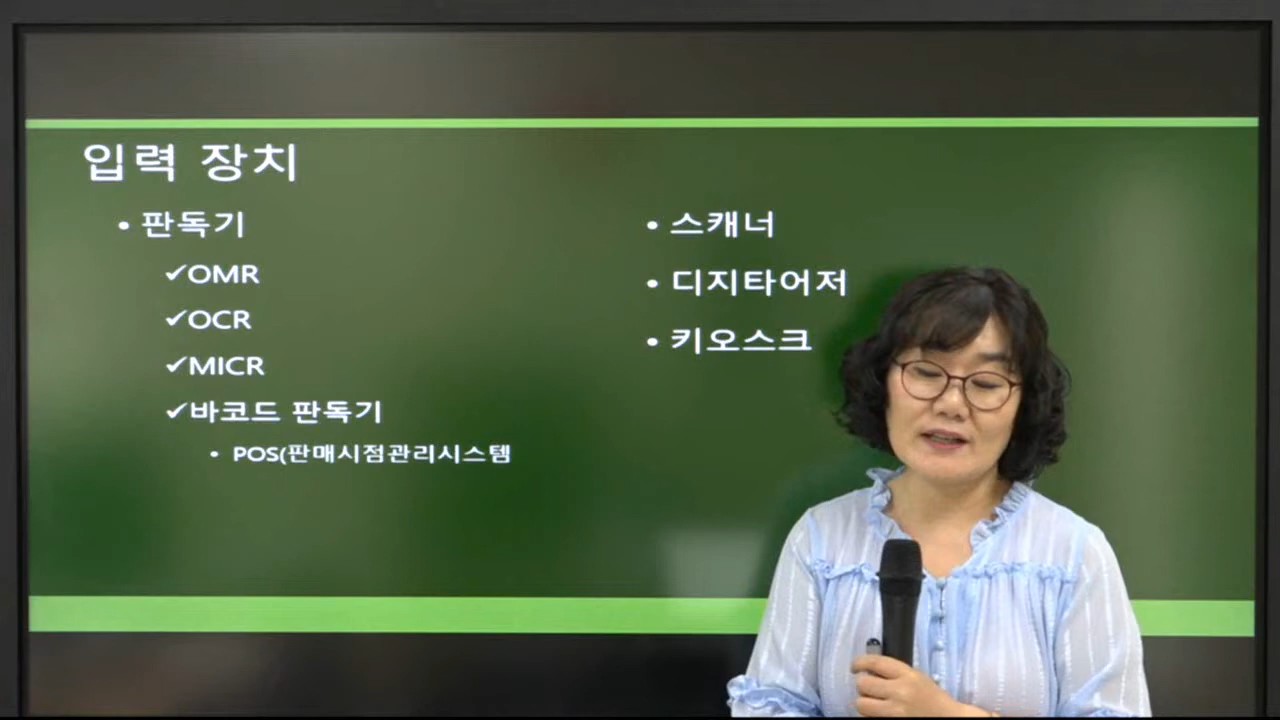 입력 장치
• 판독기
✓OMR
✓OCR
✓MICR
✓바코드 판독기
• POS(판매시점관리시스템
• 스캐너
• 디지타어저
• 키오스크